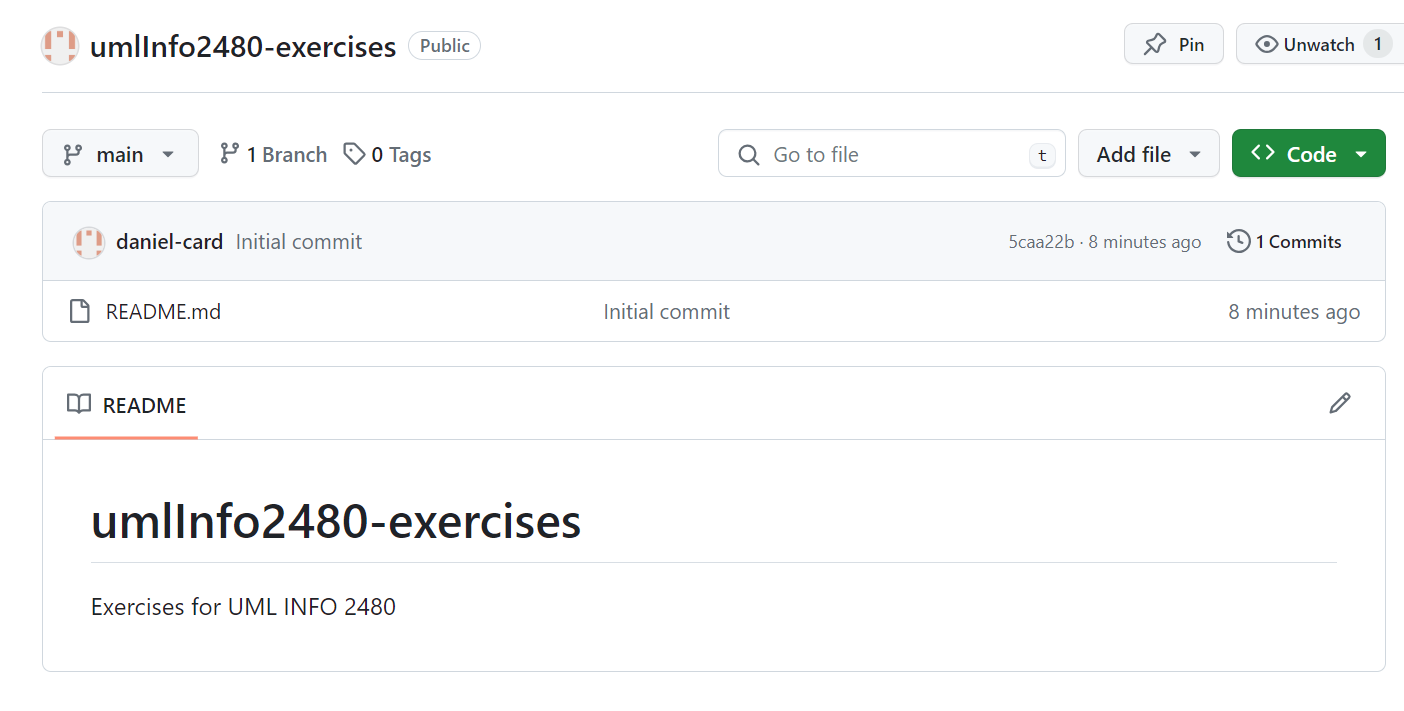 umlInfo2480-exercises Public Pin Unwatch 1
main 1 Branch 0 Tags Go to file t Add file Code
daniel-card Initial commit 5caa22b · 8 minutes ago 1 Commits
README.md Initial commit 8 minutes ago
README
umlInfo2480-exercises
Exercises for UML INFO 2480